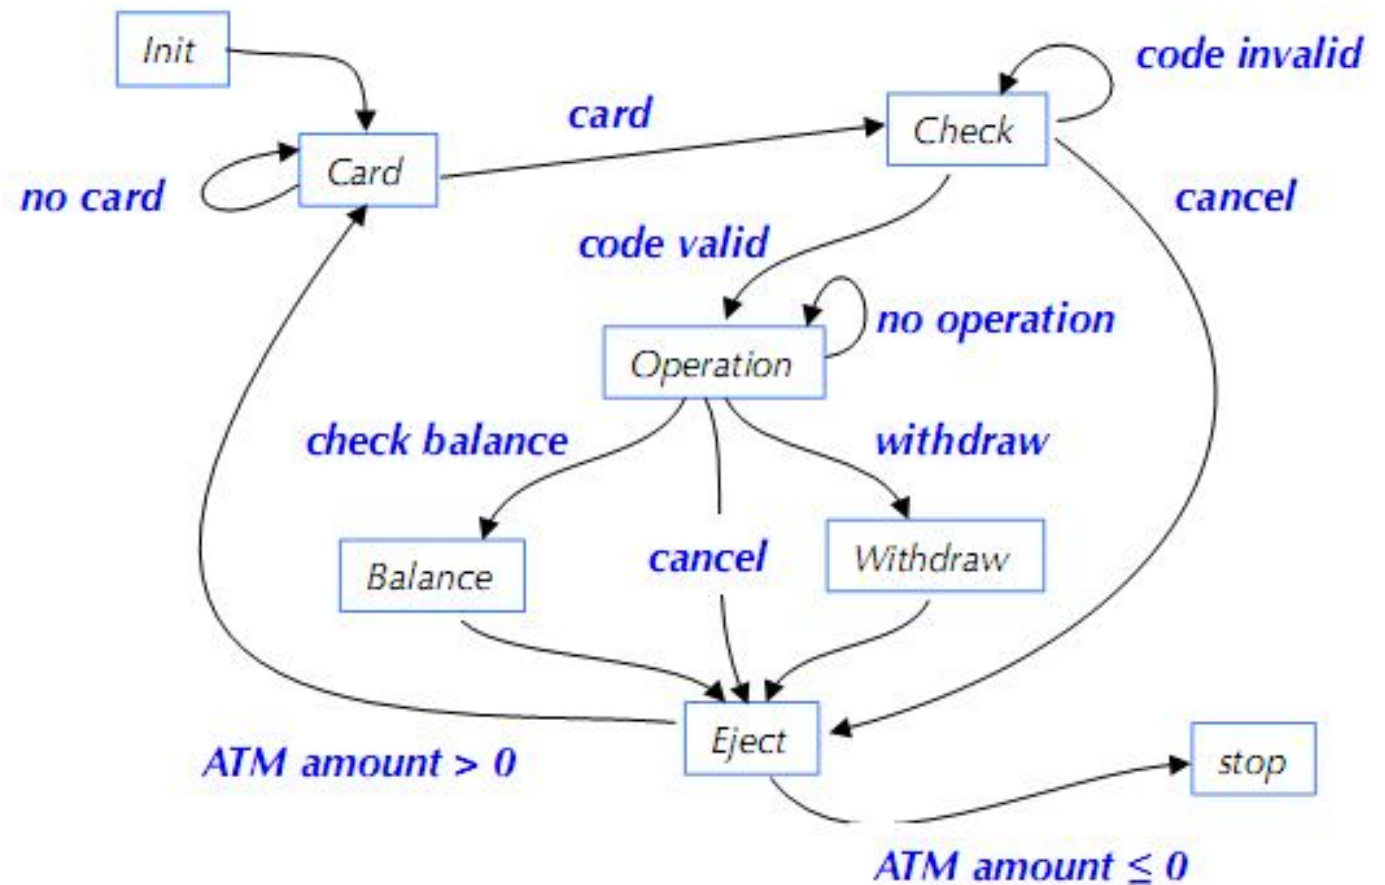 Init
code invalid
card
Check
Card
no card
cancel
code valid
no operation
Operation
check balance
withdraw
cancel
Withdraw
Balance
Eject
ATM amount > 0
stop
ATM amount ≤ 0